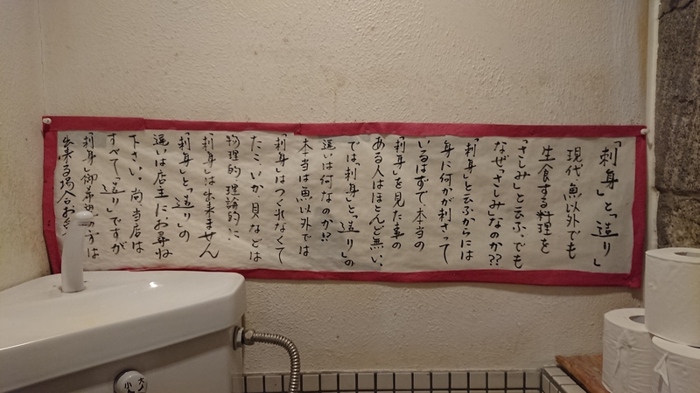 「刺身」と「造り」
現代、魚以外でも
生食する料理を
「さしみ」と云ふ、でも
なぜ「さしみ」なのか??
「刺身」と云ふからには
身に何かが刺さって
いるはず、で本当の
「刺身」を見た事の
ある人はほとんど無い、
では、「刺身」と「造り」の
違いは何なのか!?
本当は魚以外では
「刺身」はつくれなくて
たこ、いか、貝などは
物理的、理論的に
「刺身」は出来ません
「刺身」と「造り」の
違いは店主にお尋ね
下さい。尚、当店は
すべて「造り」ですが
「刺身」御希望の方は
出来る場合も
大
小